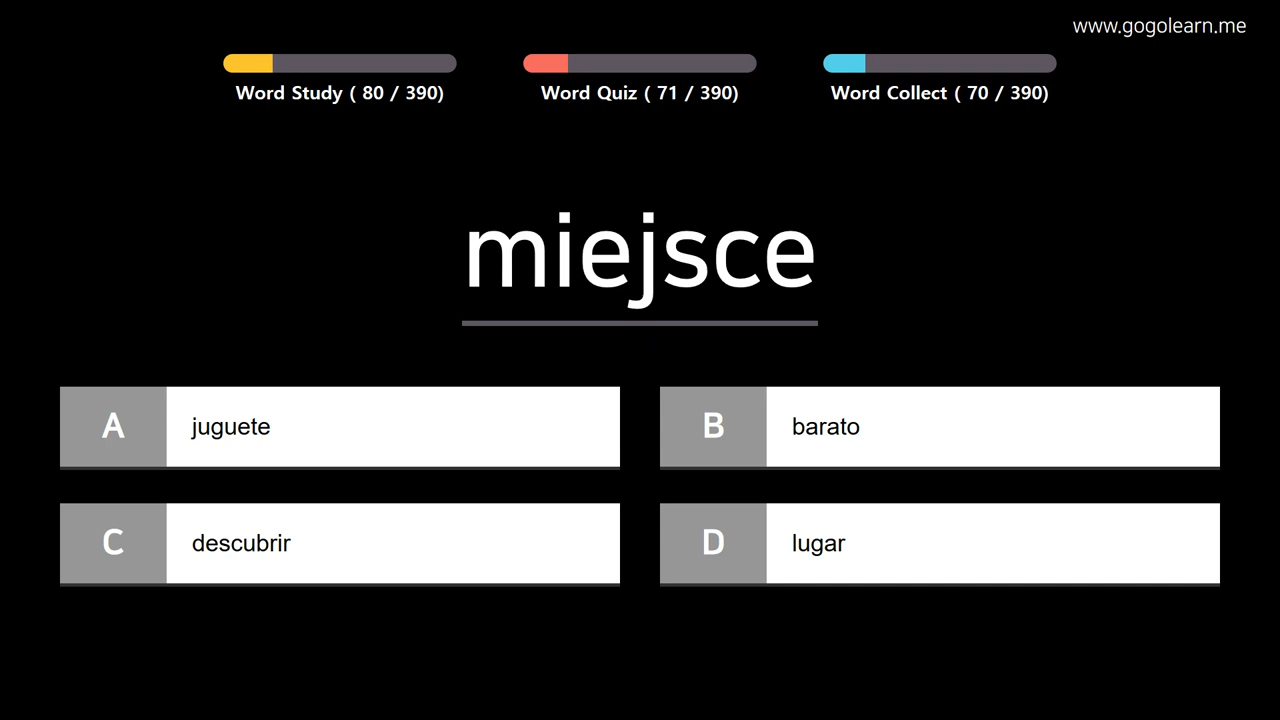 www.gogolearn.me
Word Study ( 80 / 390)
Word Quiz ( 71 / 390)
Word Collect ( 70 / 390)
miejsce
A juguete
B barato
C descubrir
D lugar